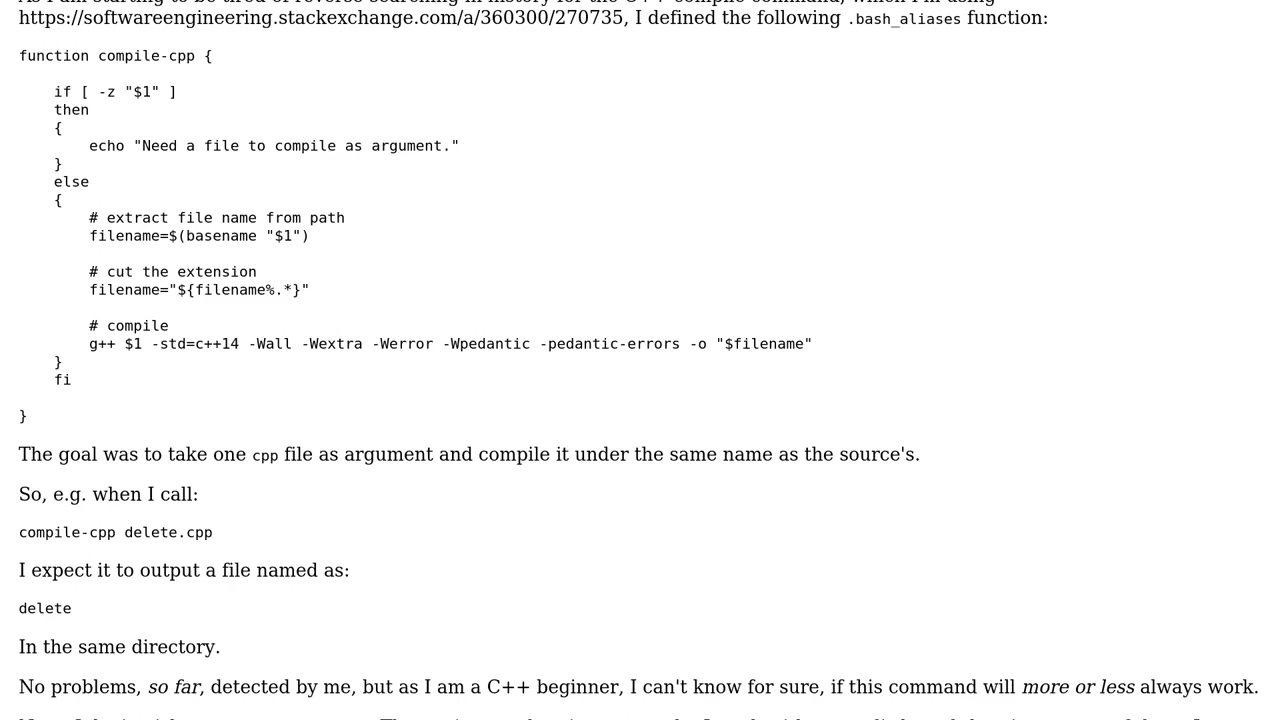 https://softwareengineering.stackexchange.com/a/360300/270735, I defined the following .bash_aliases function:
function compile-cpp {
if [ -z "$1" ]
then
{
echo "Need a file to compile as argument."
}
else
{
# extract file name from path
filename=$(basename "$1")
# cut the extension
filename="${filename%.*}"
# compile
g++ $1 -std=c++14 -Wall -Wextra -Werror -Wpedantic -pedantic-errors -o "$filename"
}
fi
}
The goal was to take one cpp file as argument and compile it under the same name as the source's.
So, e.g. when I call:
compile-cpp delete.cpp
I expect it to output a file named as:
delete
In the same directory.
No problems, so far, detected by me, but as I am a C++ beginner, I can't know for sure, if this command will more or less always work.